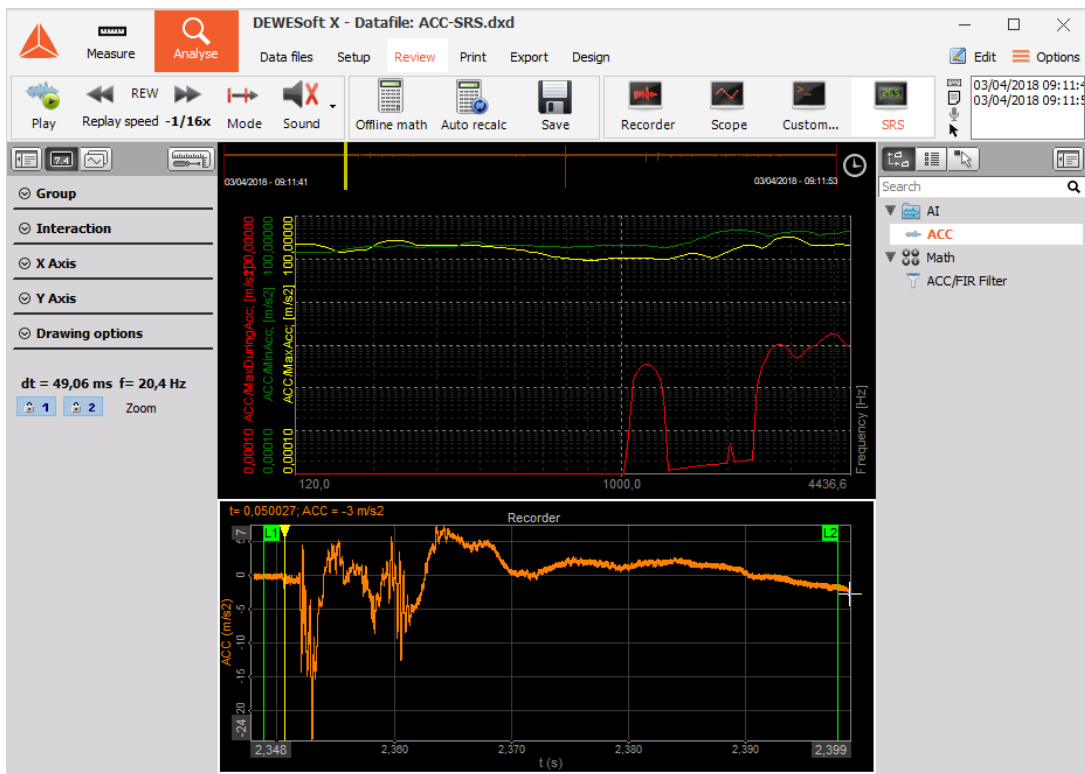 DEWESoft X - Datafile: ACC-SRS.dxd
Measure
Analyse
Data files Setup Review Print Export Design
Edit Options
Play
REW
Replay speed -1/16x
Mode
Sound
Offline math
Auto recalc
Save
Recorder
Scope
Custom...
SRS
03/04/2018 09:11:4
03/04/2018 09:11:5
7.4
Group
Interaction
X Axis
Y Axis
Drawing options
dt = 49,06 ms f= 20,4 Hz
1 2 Zoom
03/04/2018 - 09:11:41
03/04/2018 - 09:11:53
0,00010 ACC/MaxDuringAcc; [m/s2]
0,00010 ACC/MinAcc; [m/s2] 100,00000
0,00010 ACC/MaxAcc; [m/s2] 100,00000
120,0 1000,0 4436,6
Frequency [Hz]
t= 0,050027; ACC = -3 m/s2
Recorder
L1
L2
ACC (m/s2)
7
0
-5
-10
-15
20
-24
2,348 2,360 2,370 2,380 2,390 2,399
t (s)
Search
AI
ACC
Math
ACC/FIR Filter